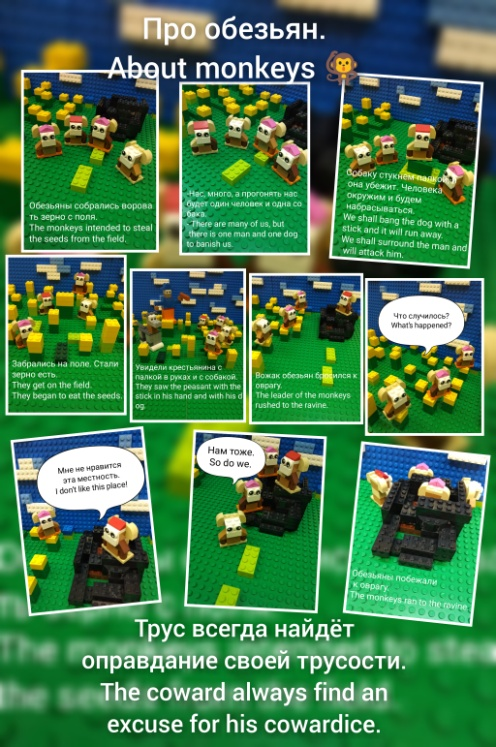 Про обезьян.
About monkeys 🐒
Обезьяны собрались ворова
ть зерно с поля.
The monkeys intended to steal
the seeds from the field.
-Нас, много, а прогонять нас
будет один человек и одна со
бака.
-There are many of us, but
there is one man and one dog
to banish us.
Собаку стукнем палкой,
она убежит. Человека
окружим и будем
набрасываться.
We shall bang the dog with a
stick and it will run away.
We shall surround the man and
will attack him.
Забрались на поле. Стали
зерно есть.
They get on the field.
They began to eat the seeds.
Увидели крестьянина с
палкой в руках и с собакой.
They saw the peasant with the
stick in his hand and with his d
og.
Вожак обезьян бросился к
оврагу.
The leader of the monkeys
rushed to the ravine.
Что случилось?
What's happened?
Мне не нравится
эта местность.
I don't like this place!
Нам тоже.
So do we.
Обезьяны побежали
к оврагу.
The monkeys ran to the ravine.
Трус всегда найдёт
оправдание своей трусости.
The coward always find an
excuse for his cowardice.